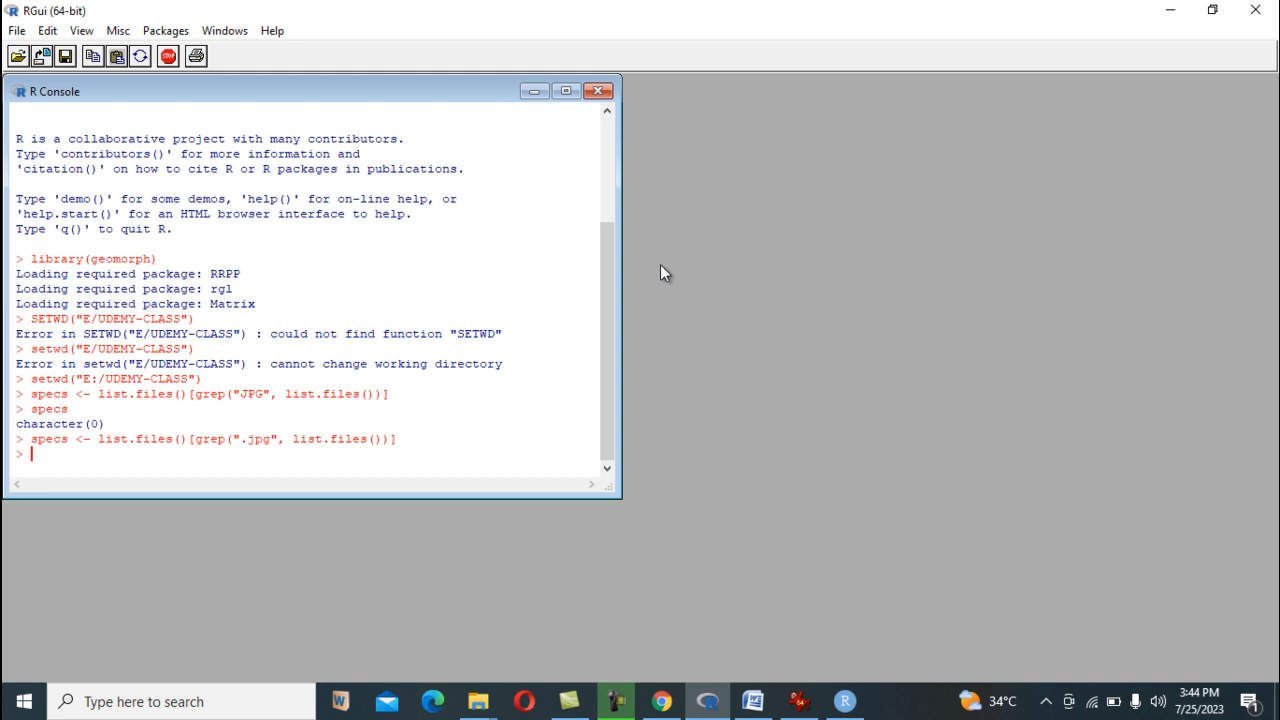 RGui (64-bit)
File Edit View Misc Packages Windows Help
STOP
R Console
R is a collaborative project with many contributors.
Type 'contributors()' for more information and
'citation()' on how to cite R or R packages in publications.
Type 'demo()' for some demos, 'help()' for on-line help, or
'help.start()' for an HTML browser interface to help.
Type 'q()' to quit R.
> library(geomorph)
Loading required package: RRPP
Loading required package: rgl
Loading required package: Matrix
> SETWD("E/UDEMY-CLASS")
Error in SETWD("E/UDEMY-CLASS") : could not find function "SETWD"
> setwd("E/UDEMY-CLASS")
Error in setwd("E/UDEMY-CLASS") : cannot change working directory
> setwd("E:/UDEMY-CLASS")
> specs <- list.files()[grep("JPG", list.files())]
> specs
character(0)
> specs <- list.files()[grep(".jpg", list.files())]
>
Type here to search
34°C
3:44 PM
7/25/2023
1